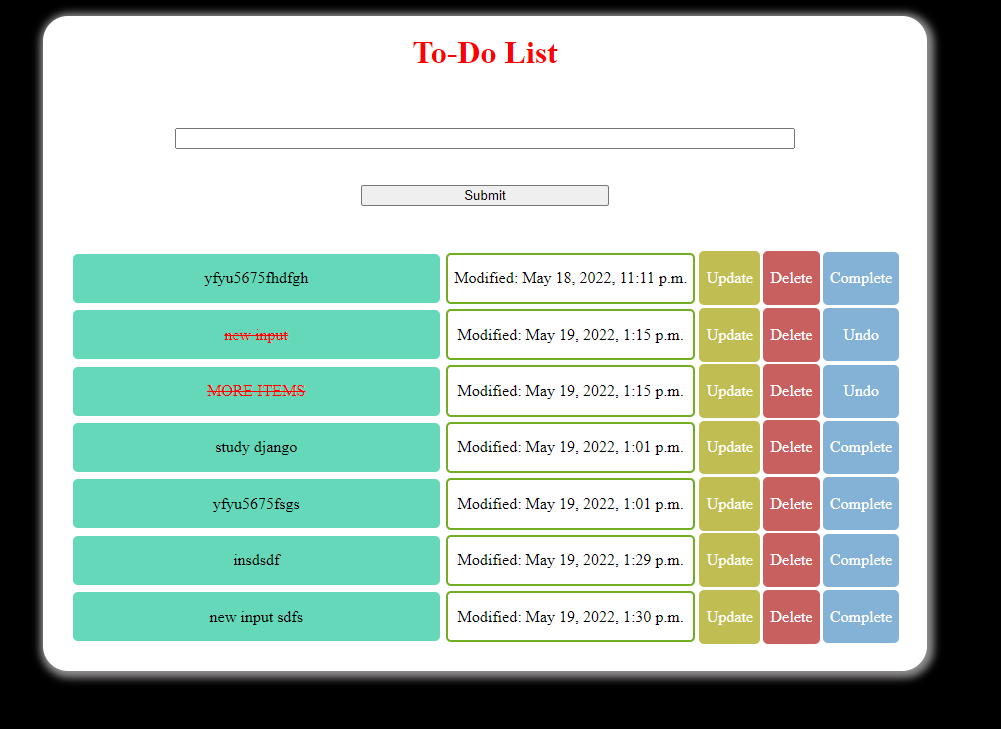 To-Do List
Submit
yfyu5675fhdfgh Modified: May 18, 2022, 11:11 p.m. Update Delete Complete
new input Modified: May 19, 2022, 1:15 p.m. Update Delete Undo
MORE ITEMS Modified: May 19, 2022, 1:15 p.m. Update Delete Undo
study django Modified: May 19, 2022, 1:01 p.m. Update Delete Complete
yfyu5675fsgs Modified: May 19, 2022, 1:01 p.m. Update Delete Complete
insdsdf Modified: May 19, 2022, 1:29 p.m. Update Delete Complete
new input sdfs Modified: May 19, 2022, 1:30 p.m. Update Delete Complete